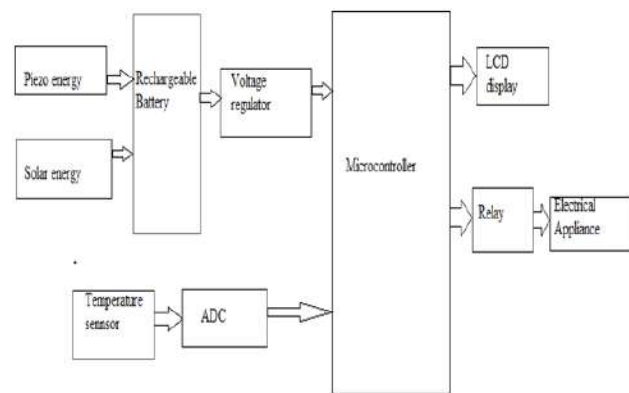 Piezo energy
Rechargeable
Battery
Voltage
regulator
LCD
display
Solar energy
Microcontroller
Relay
Electrical
Appliance
Temperature
sennsor
ADC